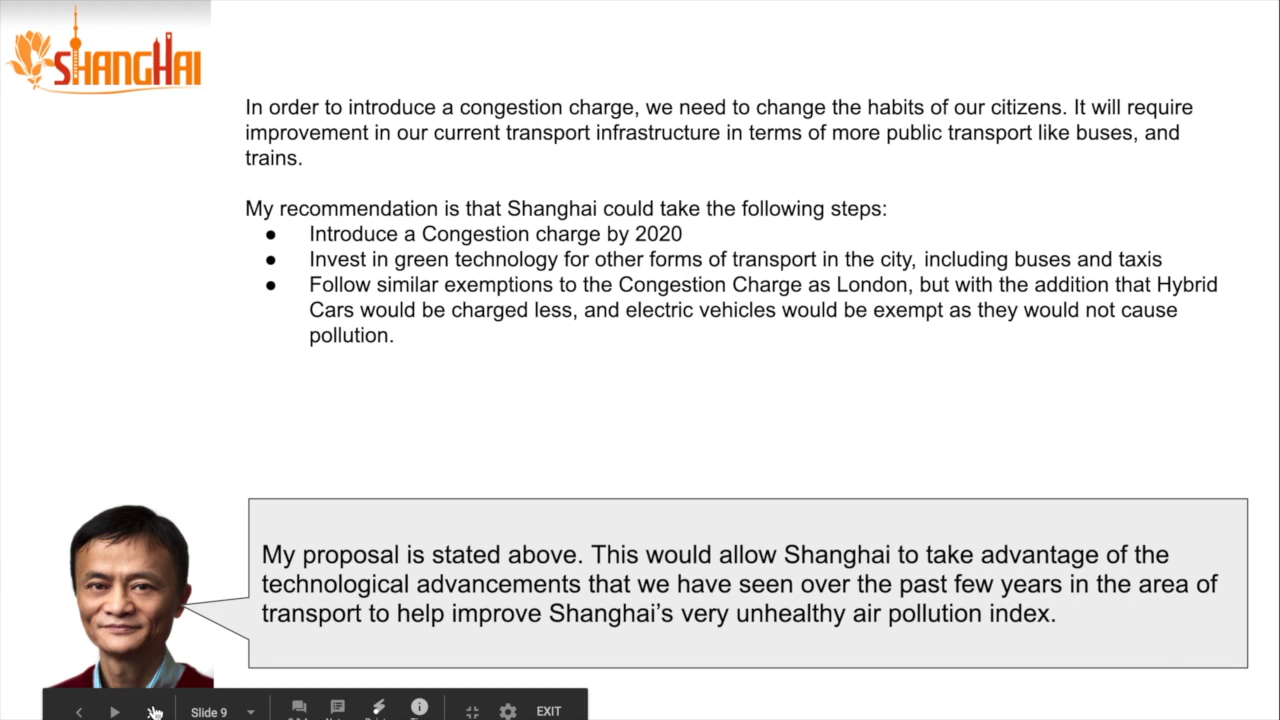 SHANGHAI
In order to introduce a congestion charge, we need to change the habits of our citizens. It will require
improvement in our current transport infrastructure in terms of more public transport like buses, and
trains.
My recommendation is that Shanghai could take the following steps:
● Introduce a Congestion charge by 2020
● Invest in green technology for other forms of transport in the city, including buses and taxis
● Follow similar exemptions to the Congestion Charge as London, but with the addition that Hybrid
Cars would be charged less, and electric vehicles would be exempt as they would not cause
pollution.
My proposal is stated above. This would allow Shanghai to take advantage of the
technological advancements that we have seen over the past few years in the area of
transport to help improve Shanghai's very unhealthy air pollution index.
Slide 9
EXIT